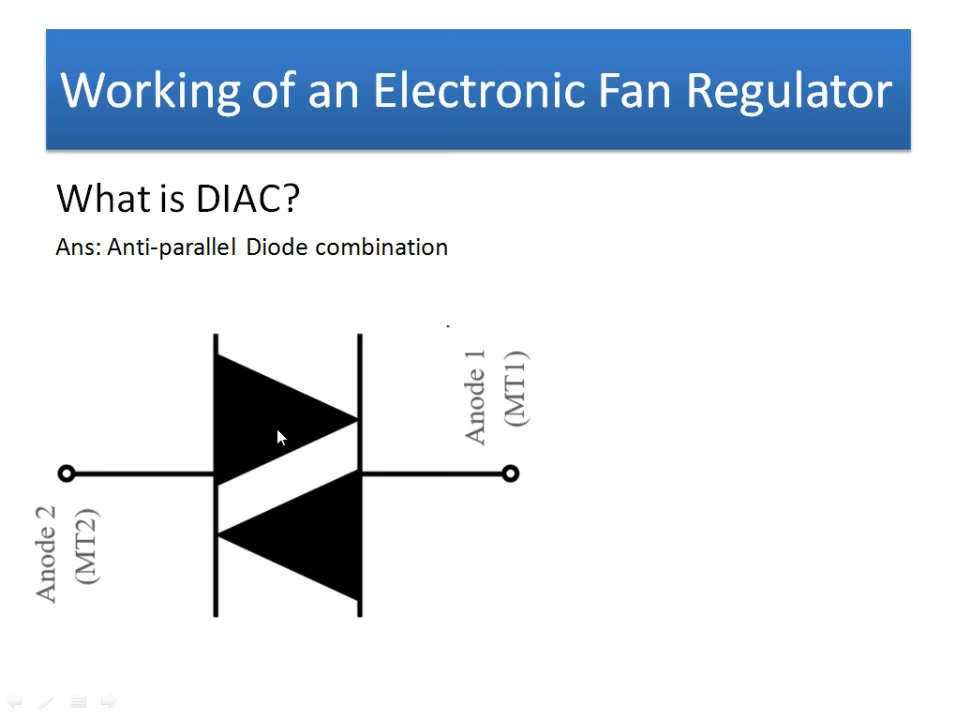 Working of an Electronic Fan Regulator
What is DIAC?
Ans: Anti-parallel Diode combination
Anode 1
(MT1)
Anode 2
(MT2)